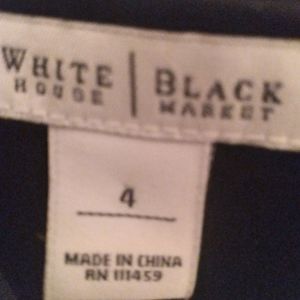 WHITE | BLACK
HOUSE | MARKET
4
MADE IN CHINA
RN 111459